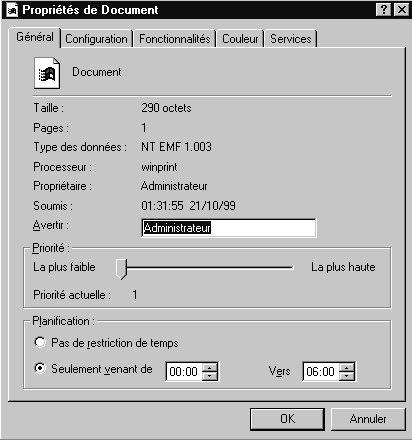 Propriétés de Document
Général Configuration Fonctionnalités Couleur Services
Document
Taille : 290 octets
Pages : 1
Type des données : NT EMF 1.003
Processeur : winprint
Propriétaire : Administrateur
Soumis : 01:31:55 21/10/99
Avertir : Administrateur
Priorité :
La plus faible La plus haute
Priorité actuelle : 1
Planification :
Pas de restriction de temps
Seulement venant de 00:00 Vers 06:00
OK Annuler